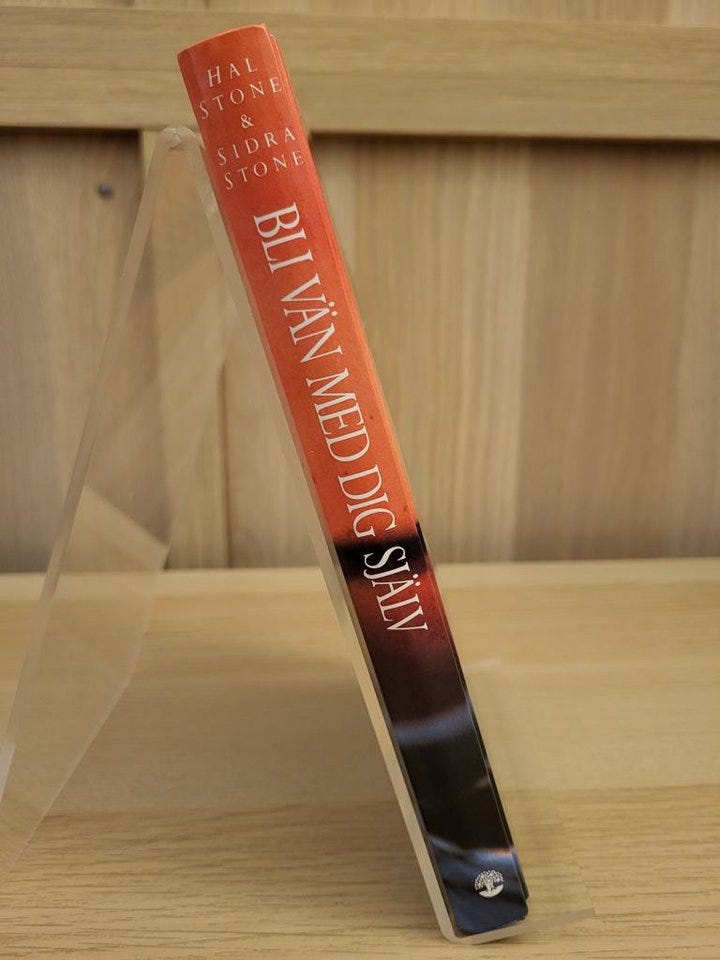 HAL
STONE
&
SIDRA
STONE
BLI VÄN MED DIG SJÄLV